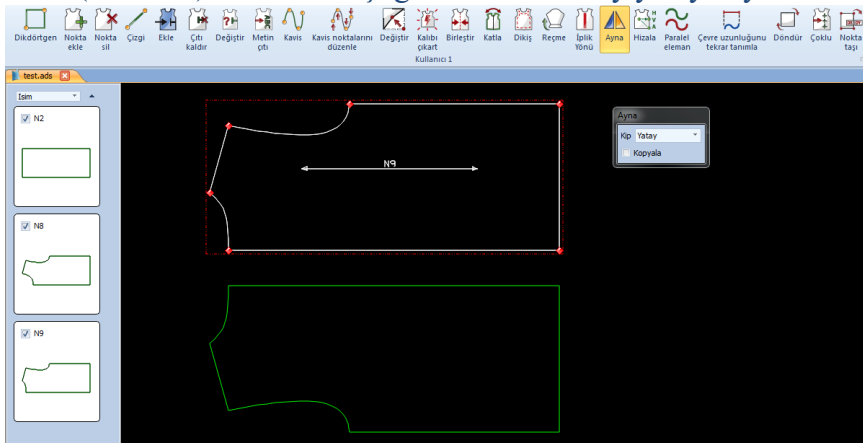 Dikdörtgen Nokta ekle Nokta sil Çizgi Ekle Çıtı kaldır Değiştir Metin çıtı Kavis Kavis noktalarını düzenle Değiştir Kalıbı çıkart Birleştir Katla Dikiş Reçme İplik Yönü Ayna Hizala Paralel eleman Çevre uzunluğunu tekrar tanımla Döndür Çoklu Nokta taşı
Kullanıcı 1
test.ads
İsim
N2
N8
N9
N9
Ayna
Kip Yatay
Kopyala